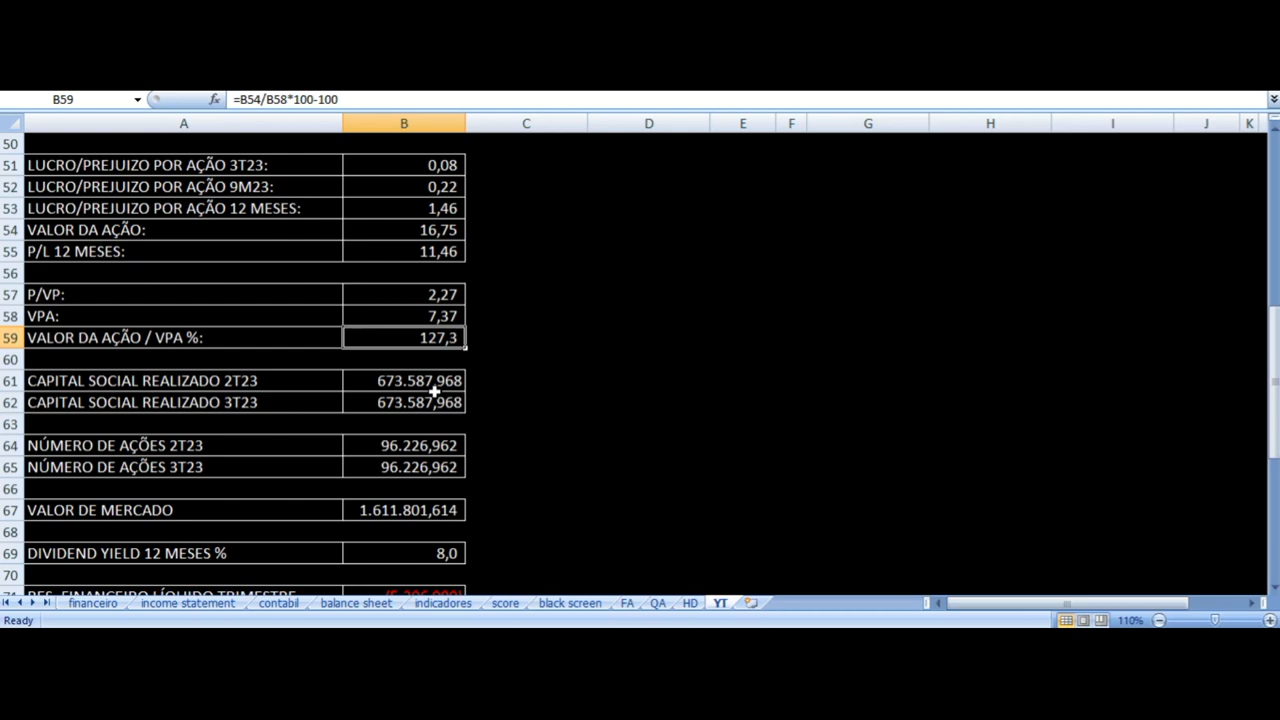 B59 fx =B54/B58*100-100
A B C D E F G H I J K
50
51 LUCRO/PREJUIZO POR AÇÃO 3T23: 0,08
52 LUCRO/PREJUIZO POR AÇÃO 9M23: 0,22
53 LUCRO/PREJUIZO POR AÇÃO 12 MESES: 1,46
54 VALOR DA AÇÃO: 16,75
55 P/L 12 MESES: 11,46
56
57 P/VP: 2,27
58 VPA: 7,37
59 VALOR DA AÇÃO / VPA %: 127,3
60
61 CAPITAL SOCIAL REALIZADO 2T23 673.587,968
62 CAPITAL SOCIAL REALIZADO 3T23 673.587,968
63
64 NÚMERO DE AÇÕES 2T23 96.226,962
65 NÚMERO DE AÇÕES 3T23 96.226,962
66
67 VALOR DE MERCADO 1.611.801,614
68
69 DIVIDEND YIELD 12 MESES % 8,0
70
71 RES. FINANCEIRO LÍQUIDO TRIMESTRE
financeiro income statement contabil balance sheet indicadores score black screen FA QA HD YT
Ready 110%